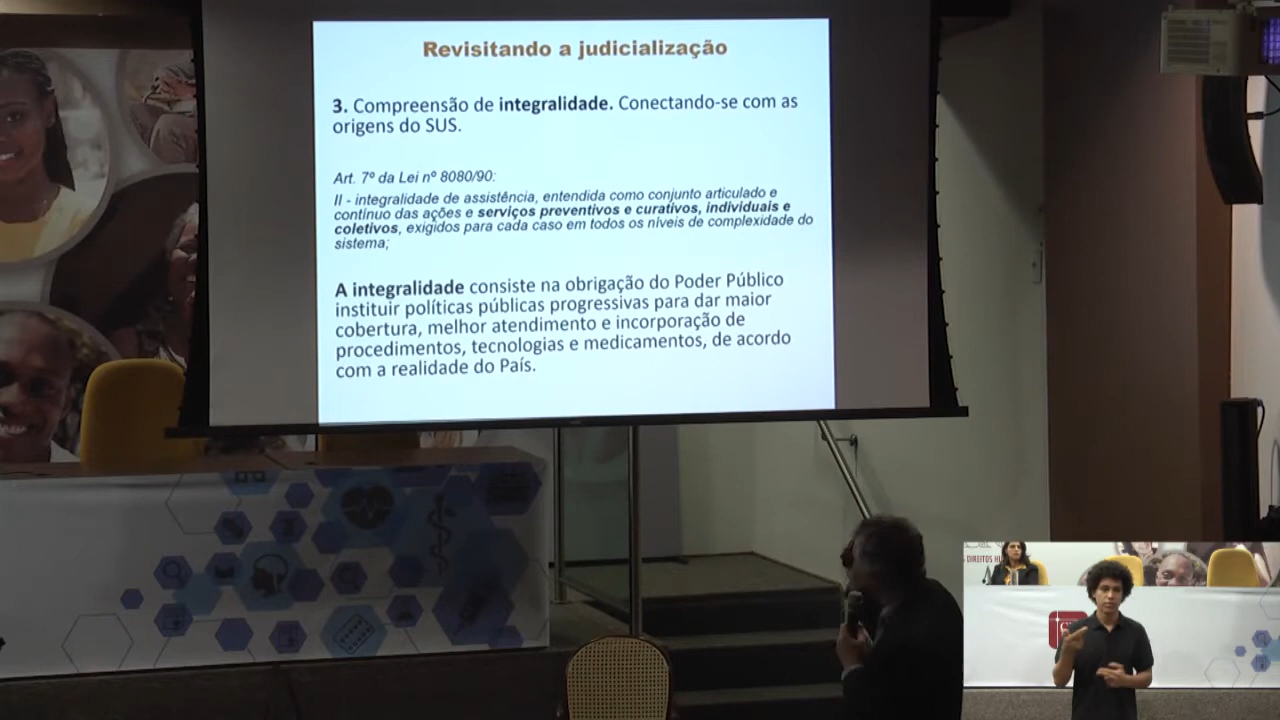 Revisitando a judicialização
3. Compreensão de integralidade. Conectando-se com as
origens do SUS.
Art. 7º da Lei nº 8080/90:
II - integralidade de assistência, entendida como conjunto articulado e
contínuo das ações e serviços preventivos e curativos, individuais e
coletivos, exigidos para cada caso em todos os níveis de complexidade do
sistema;
A integralidade consiste na obrigação do Poder Público
instituir políticas públicas progressivas para dar maior
cobertura, melhor atendimento e incorporação de
procedimentos, tecnologias e medicamentos, de acordo
com a realidade do País.
DIREITOS